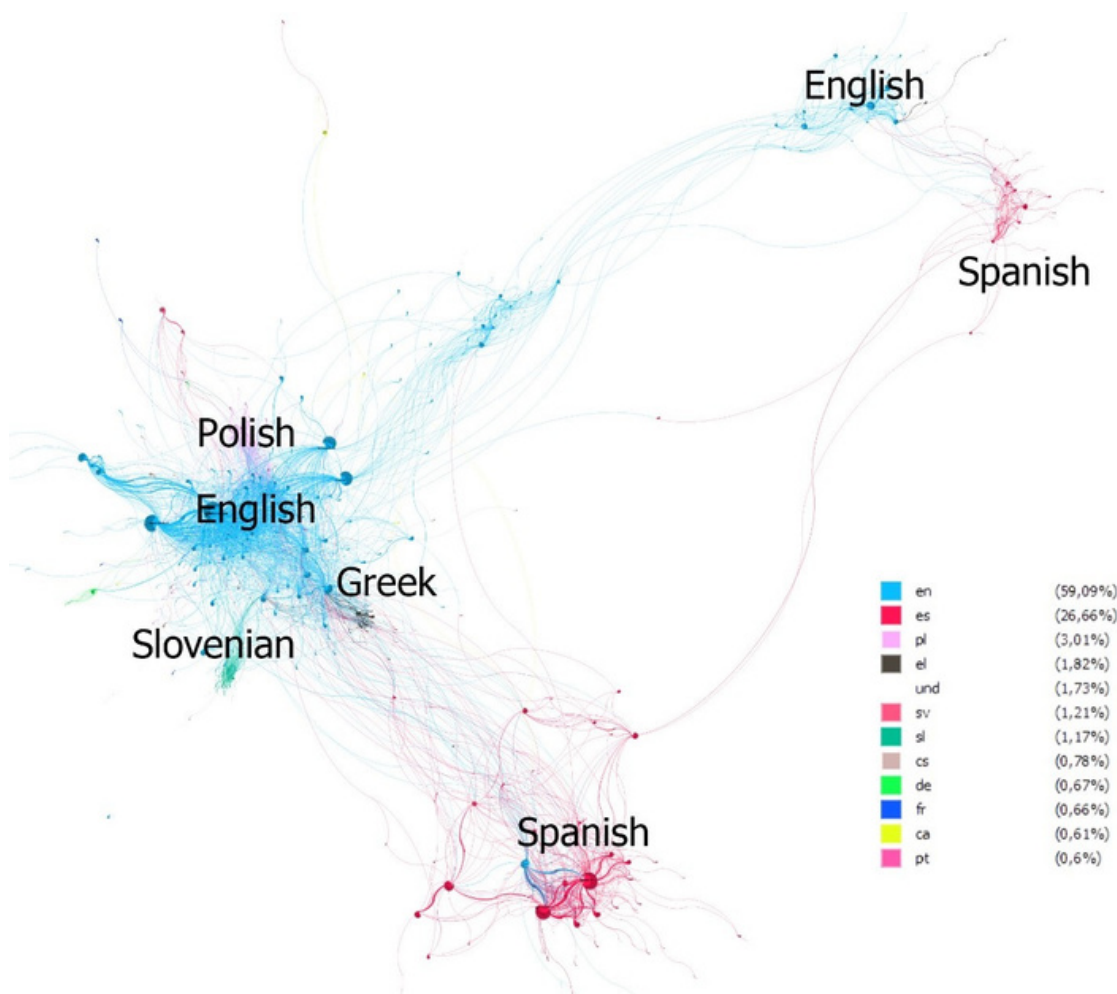 English
Spanish
Polish
English
Greek
Slovenian
Spanish
en (59,09%)
es (26,66%)
pl (3,01%)
el (1,82%)
und (1,73%)
sv (1,21%)
sl (1,17%)
cs (0,78%)
de (0,67%)
fr (0,66%)
ca (0,61%)
pt (0,6%)